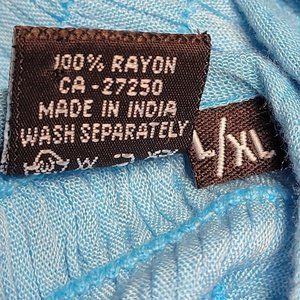 100% RAYON
CA -27250
MADE IN INDIA
WASH SEPARATELY
L/XL